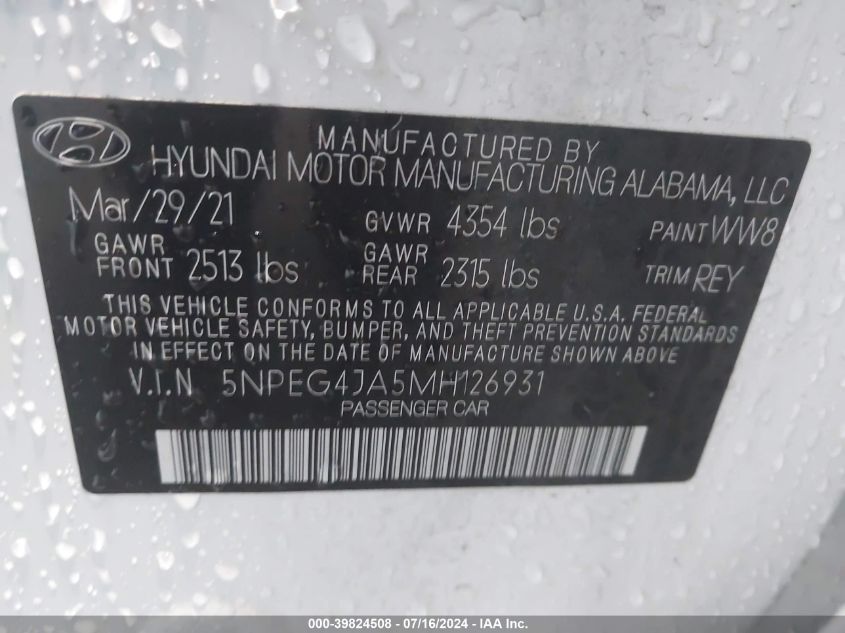 MANUFACTURED BY
HYUNDAI MOTOR MANUFACTURING ALABAMA, LLC
Mar/29/21 GVWR 4354 lbs PAINT WW8
GAWR FRONT 2513 lbs GAWR REAR 2315 lbs TRIM REY
THIS VEHICLE CONFORMS TO ALL APPLICABLE U.S.A. FEDERAL
MOTOR VEHICLE SAFETY, BUMPER, AND THEFT PREVENTION STANDARDS
IN EFFECT ON THE DATE OF MANUFACTURE SHOWN ABOVE.
V.I.N 5NPEG4JA5MH126931
PASSENGER CAR
000-39824508 - 07/16/2024 - IAA Inc.